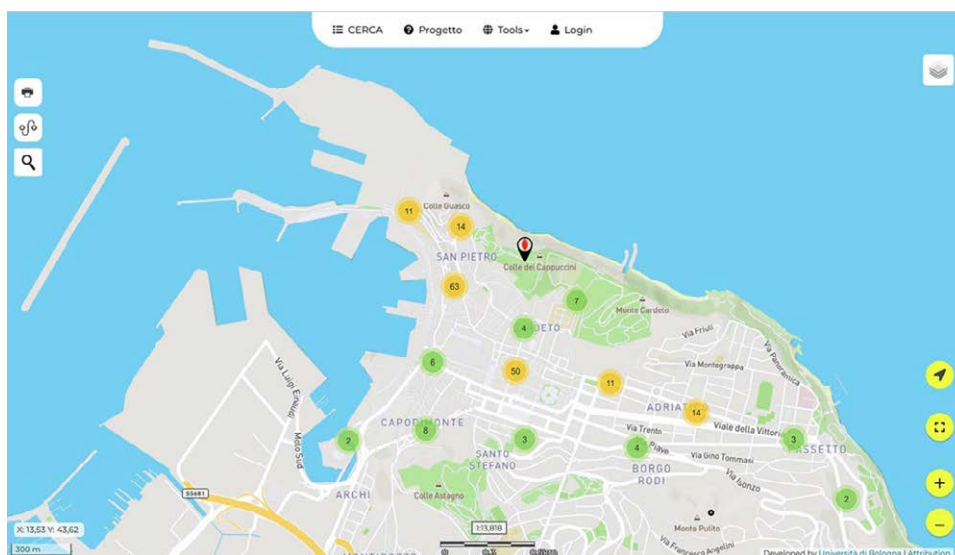 CERCA
Progetto
Tools
Login
Colle Guasco
11
14
SAN PIETRO
Colle dei Cappuccini
63
7
Monte Cardeto
4
Via Friuli
Via Panoramica
6
50
11
Via Montegrappa
Via Luigi Einaudi
Molo Sud
ADRIATICO
14
CAPODIMONTE
8
2
3
SANTO
STEFANO
Via Trento
Viale della Vittoria
3
PASSETTO
4
Via Piave
Via Gino Tommasi
BORGO
RODI
Via Isonzo
ARCHI
Colle Astagno
2
SS681
Monte Pulito
X: 13,53 Y: 43,62
1:13,818
300 m
0
0.3
Via Francesco Angelini
Developed by Università di Bologna | Attribution